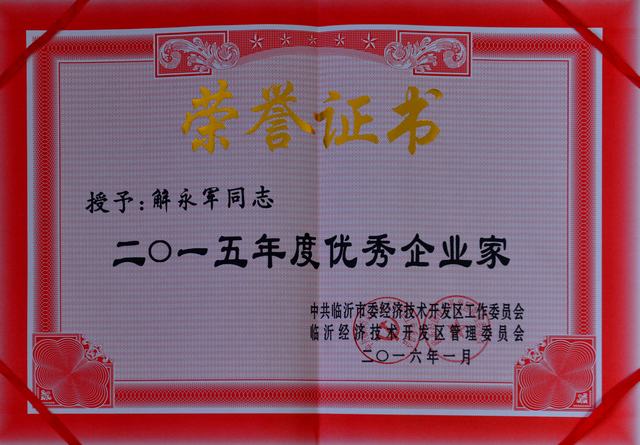 荣誉证书
授予：解永军同志
二〇一五年度优秀企业家
中共临沂市委经济技术开发区工作委员会
临沂经济技术开发区管理委员会
二〇一六年一月